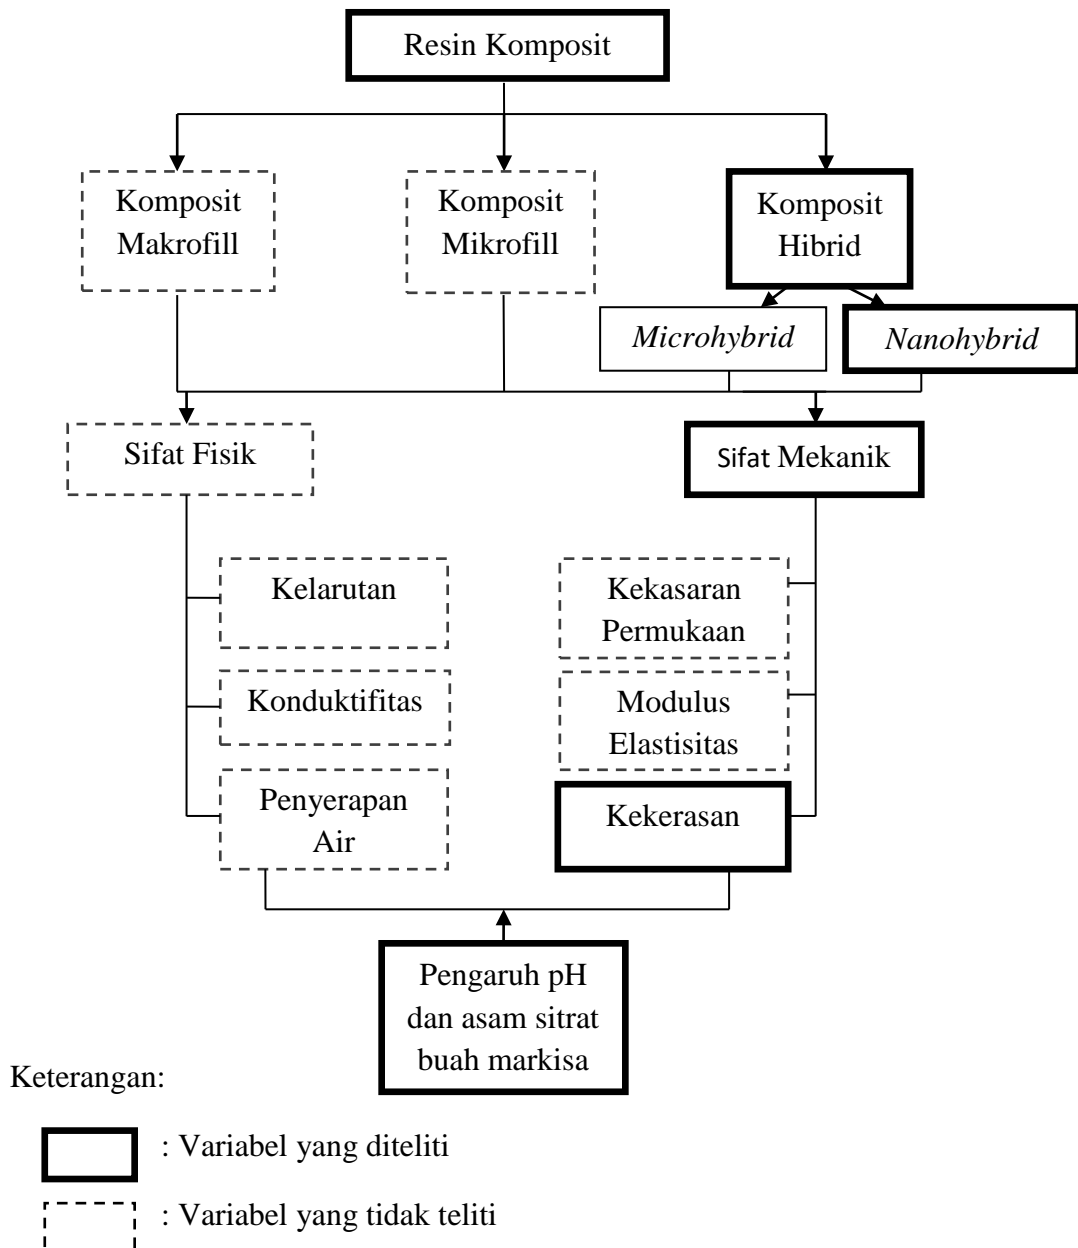 Resin Komposit
Komposit
Makrofill
Komposit
Mikrofill
Komposit
Hibrid
Microhybrid
Nanohybrid
Sifat Fisik
Sifat Mekanik
Kelarutan
Kekasaran
Permukaan
Konduktifitas
Modulus
Elastisitas
Penyerapan
Air
Kekerasan
Pengaruh pH
dan asam sitrat
buah markisa
Keterangan:
: Variabel yang diteliti
: Variabel yang tidak teliti